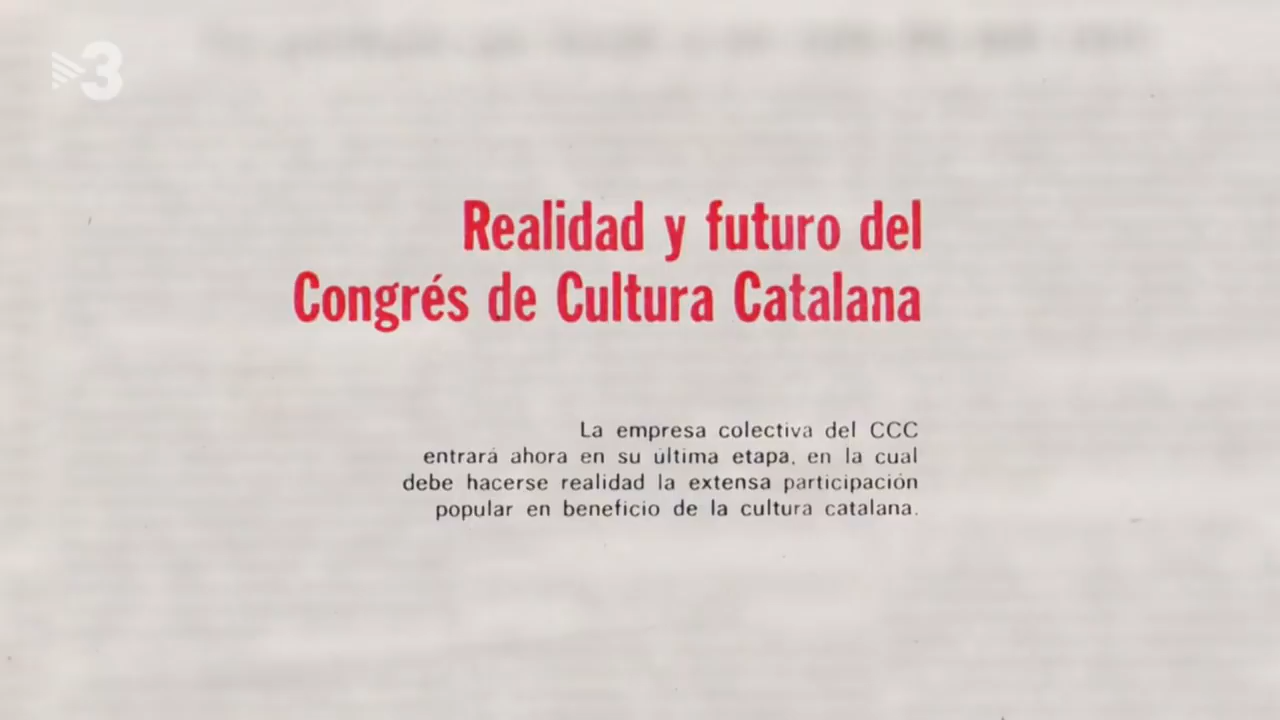 3
Realidad y futuro del
Congrés de Cultura Catalana
La empresa colectiva del CCC
entrará ahora en su última etapa, en la cual
debe hacerse realidad la extensa participación
popular en beneficio de la cultura catalana.